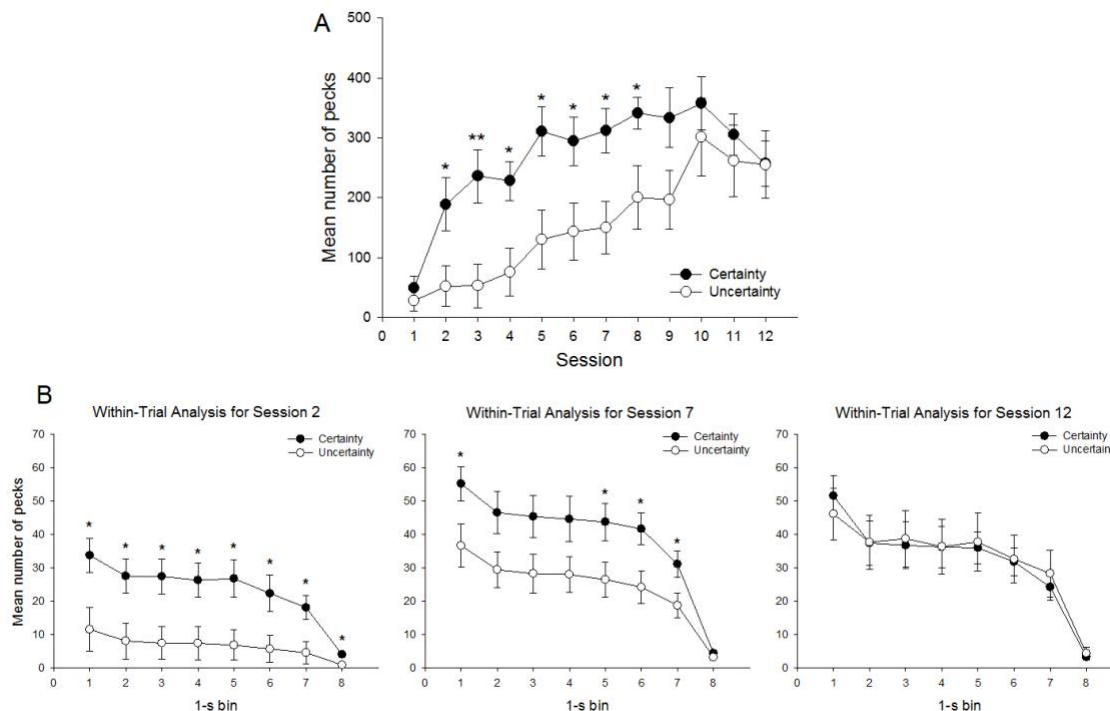 A
500
400
300
200
100
0
Mean number of pecks
* ** * * * * *
Certainty
Uncertainty
0 1 2 3 4 5 6 7 8 9 10 11 12
Session
B
Within-Trial Analysis for Session 2
70
60
50
40
30
20
10
0
Mean number of pecks
Certainty
Uncertainty
* * * * * * * *
0 1 2 3 4 5 6 7 8
1-s bin
Within-Trial Analysis for Session 7
70
60
50
40
30
20
10
0
Certainty
Uncertainty
* * * *
0 1 2 3 4 5 6 7 8
1-s bin
Within-Trial Analysis for Session 12
70
60
50
40
30
20
10
0
Certainty
Uncertain
0 1 2 3 4 5 6 7 8
1-s bin